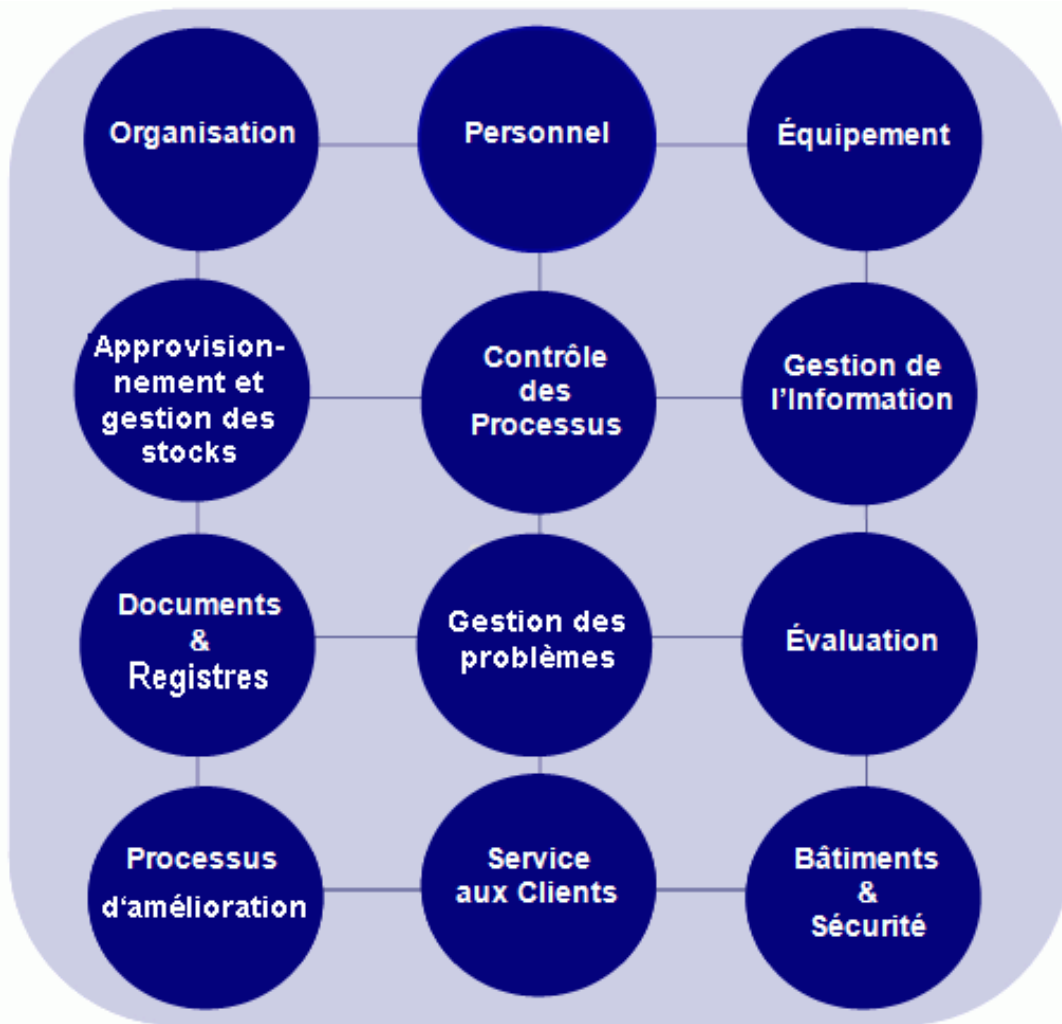 Organisation
Personnel
Équipement
Approvision-
nement et
gestion des
stocks
Contrôle
des
Processus
Gestion de
l’Information
Documents
&
Registres
Gestion des
problèmes
Évaluation
Processus
d‘amélioration
Service
aux Clients
Bâtiments
&
Sécurité